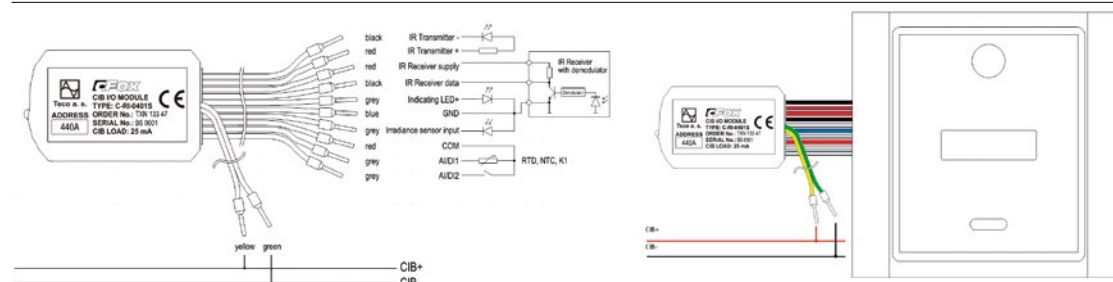 CFox
Teco a. s.
CIB I/O MODULE
TYPE: C-RI-0401S
ORDER No.: TXN 133 47
SERIAL No.: BS 0001
CIB LOAD: 25 mA
ADDRESS
440A
CE
black IR Transmitter -
red IR Transmitter +
red IR Receiver supply
black IR Receiver data
grey Indicating LED+
blue GND
grey Irradiance sensor input
red COM
grey AI/DI1
grey AI/DI2
IR Receiver
with demodulator
Demodulator
RTD, NTC, K1
yellow green
CIB+
CIB-
CFox
Teco a. s.
CIB I/O MODULE
TYPE: C-RI-0401S
ORDER No.: TXN 133 47
SERIAL No.: BS 0001
CIB LOAD: 25 mA
ADDRESS
440A
CE
CIB+
CIB-